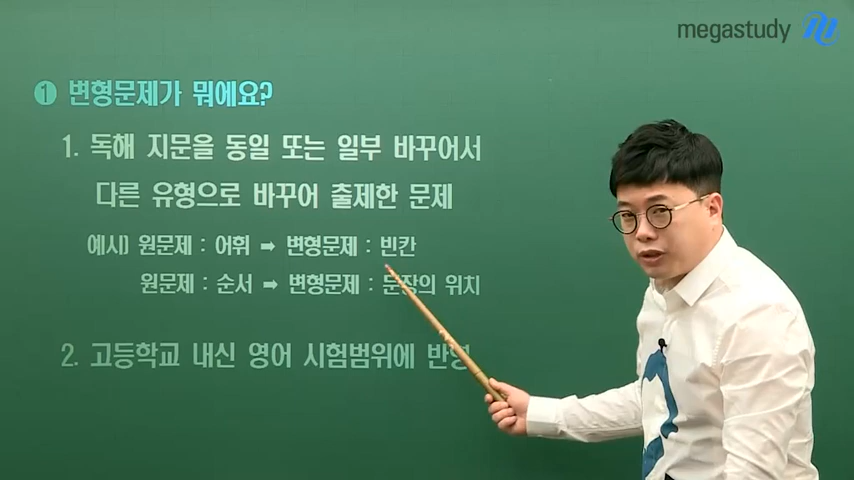 megastudy
❶ 변형문제가 뭐에요?
1. 독해 지문을 동일 또는 일부 바꾸어서
다른 유형으로 바꾸어 출제한 문제
예시) 원문제 : 어휘 ➡ 변형문제 : 빈칸
원문제 : 순서 ➡ 변형문제 : 문장의 위치
2. 고등학교 내신 영어 시험범위에 반영